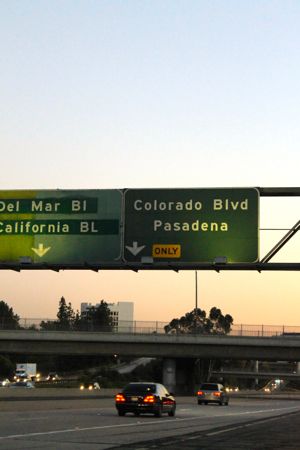 Del Mar Bl
California BL
Colorado Blvd
Pasadena
ONLY